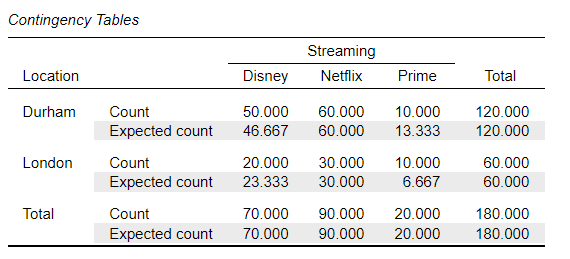 Contingency Tables
Streaming
Location Disney Netflix Prime Total
Durham Count 50.000 60.000 10.000 120.000
Expected count 46.667 60.000 13.333 120.000
London Count 20.000 30.000 10.000 60.000
Expected count 23.333 30.000 6.667 60.000
Total Count 70.000 90.000 20.000 180.000
Expected count 70.000 90.000 20.000 180.000